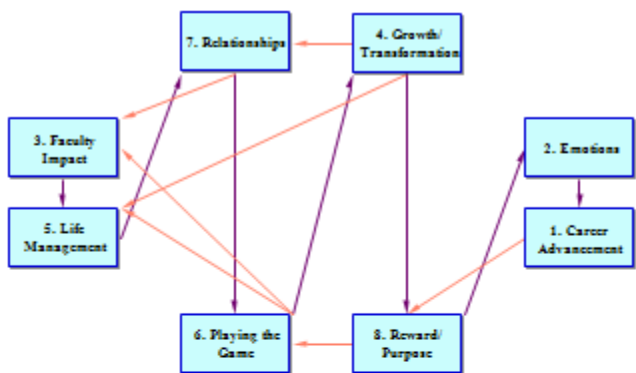 7. Relationships
4. Growth/
Transformation
3. Faculty
Impact
2. Emotions
5. Life
Management
1. Career
Advancement
6. Playing the
Game
8. Reward/
Purpose